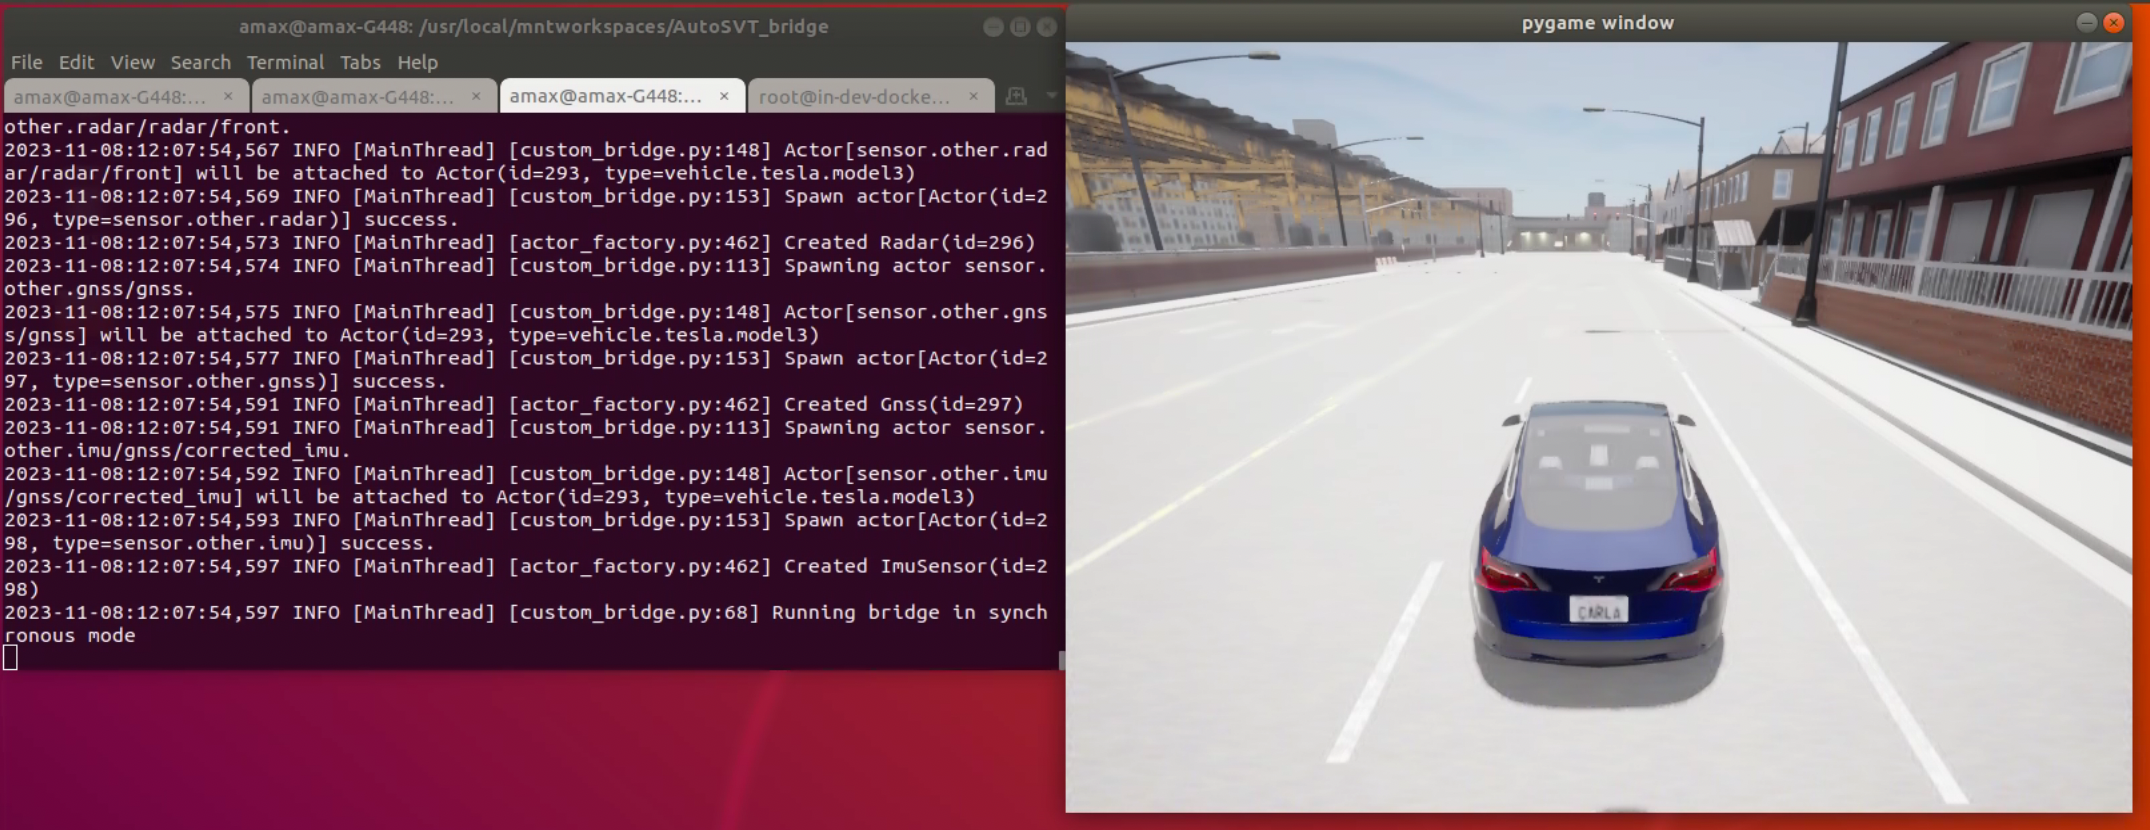 amax@amax-G448: /usr/local/mntworkspaces/AutoSVT_bridge
File Edit View Search Terminal Tabs Help
amax@amax-G448:... × amax@amax-G448:... × amax@amax-G448:... × root@in-dev-docke... ×
other.radar/radar/front.
2023-11-08:12:07:54,567 INFO [MainThread] [custom_bridge.py:148] Actor[sensor.other.rad
ar/radar/front] will be attached to Actor(id=293, type=vehicle.tesla.model3)
2023-11-08:12:07:54,569 INFO [MainThread] [custom_bridge.py:153] Spawn actor[Actor(id=2
96, type=sensor.other.radar)] success.
2023-11-08:12:07:54,573 INFO [MainThread] [actor_factory.py:462] Created Radar(id=296)
2023-11-08:12:07:54,574 INFO [MainThread] [custom_bridge.py:113] Spawning actor sensor.
other.gnss/gnss.
2023-11-08:12:07:54,575 INFO [MainThread] [custom_bridge.py:148] Actor[sensor.other.gns
s/gnss] will be attached to Actor(id=293, type=vehicle.tesla.model3)
2023-11-08:12:07:54,577 INFO [MainThread] [custom_bridge.py:153] Spawn actor[Actor(id=2
97, type=sensor.other.gnss)] success.
2023-11-08:12:07:54,591 INFO [MainThread] [actor_factory.py:462] Created Gnss(id=297)
2023-11-08:12:07:54,591 INFO [MainThread] [custom_bridge.py:113] Spawning actor sensor.
other.imu/gnss/corrected_imu.
2023-11-08:12:07:54,592 INFO [MainThread] [custom_bridge.py:148] Actor[sensor.other.imu
/gnss/corrected_imu] will be attached to Actor(id=293, type=vehicle.tesla.model3)
2023-11-08:12:07:54,593 INFO [MainThread] [custom_bridge.py:153] Spawn actor[Actor(id=2
98, type=sensor.other.imu)] success.
2023-11-08:12:07:54,597 INFO [MainThread] [actor_factory.py:462] Created ImuSensor(id=2
98)
2023-11-08:12:07:54,597 INFO [MainThread] [custom_bridge.py:68] Running bridge in synch
ronous mode
pygame window
CARLA